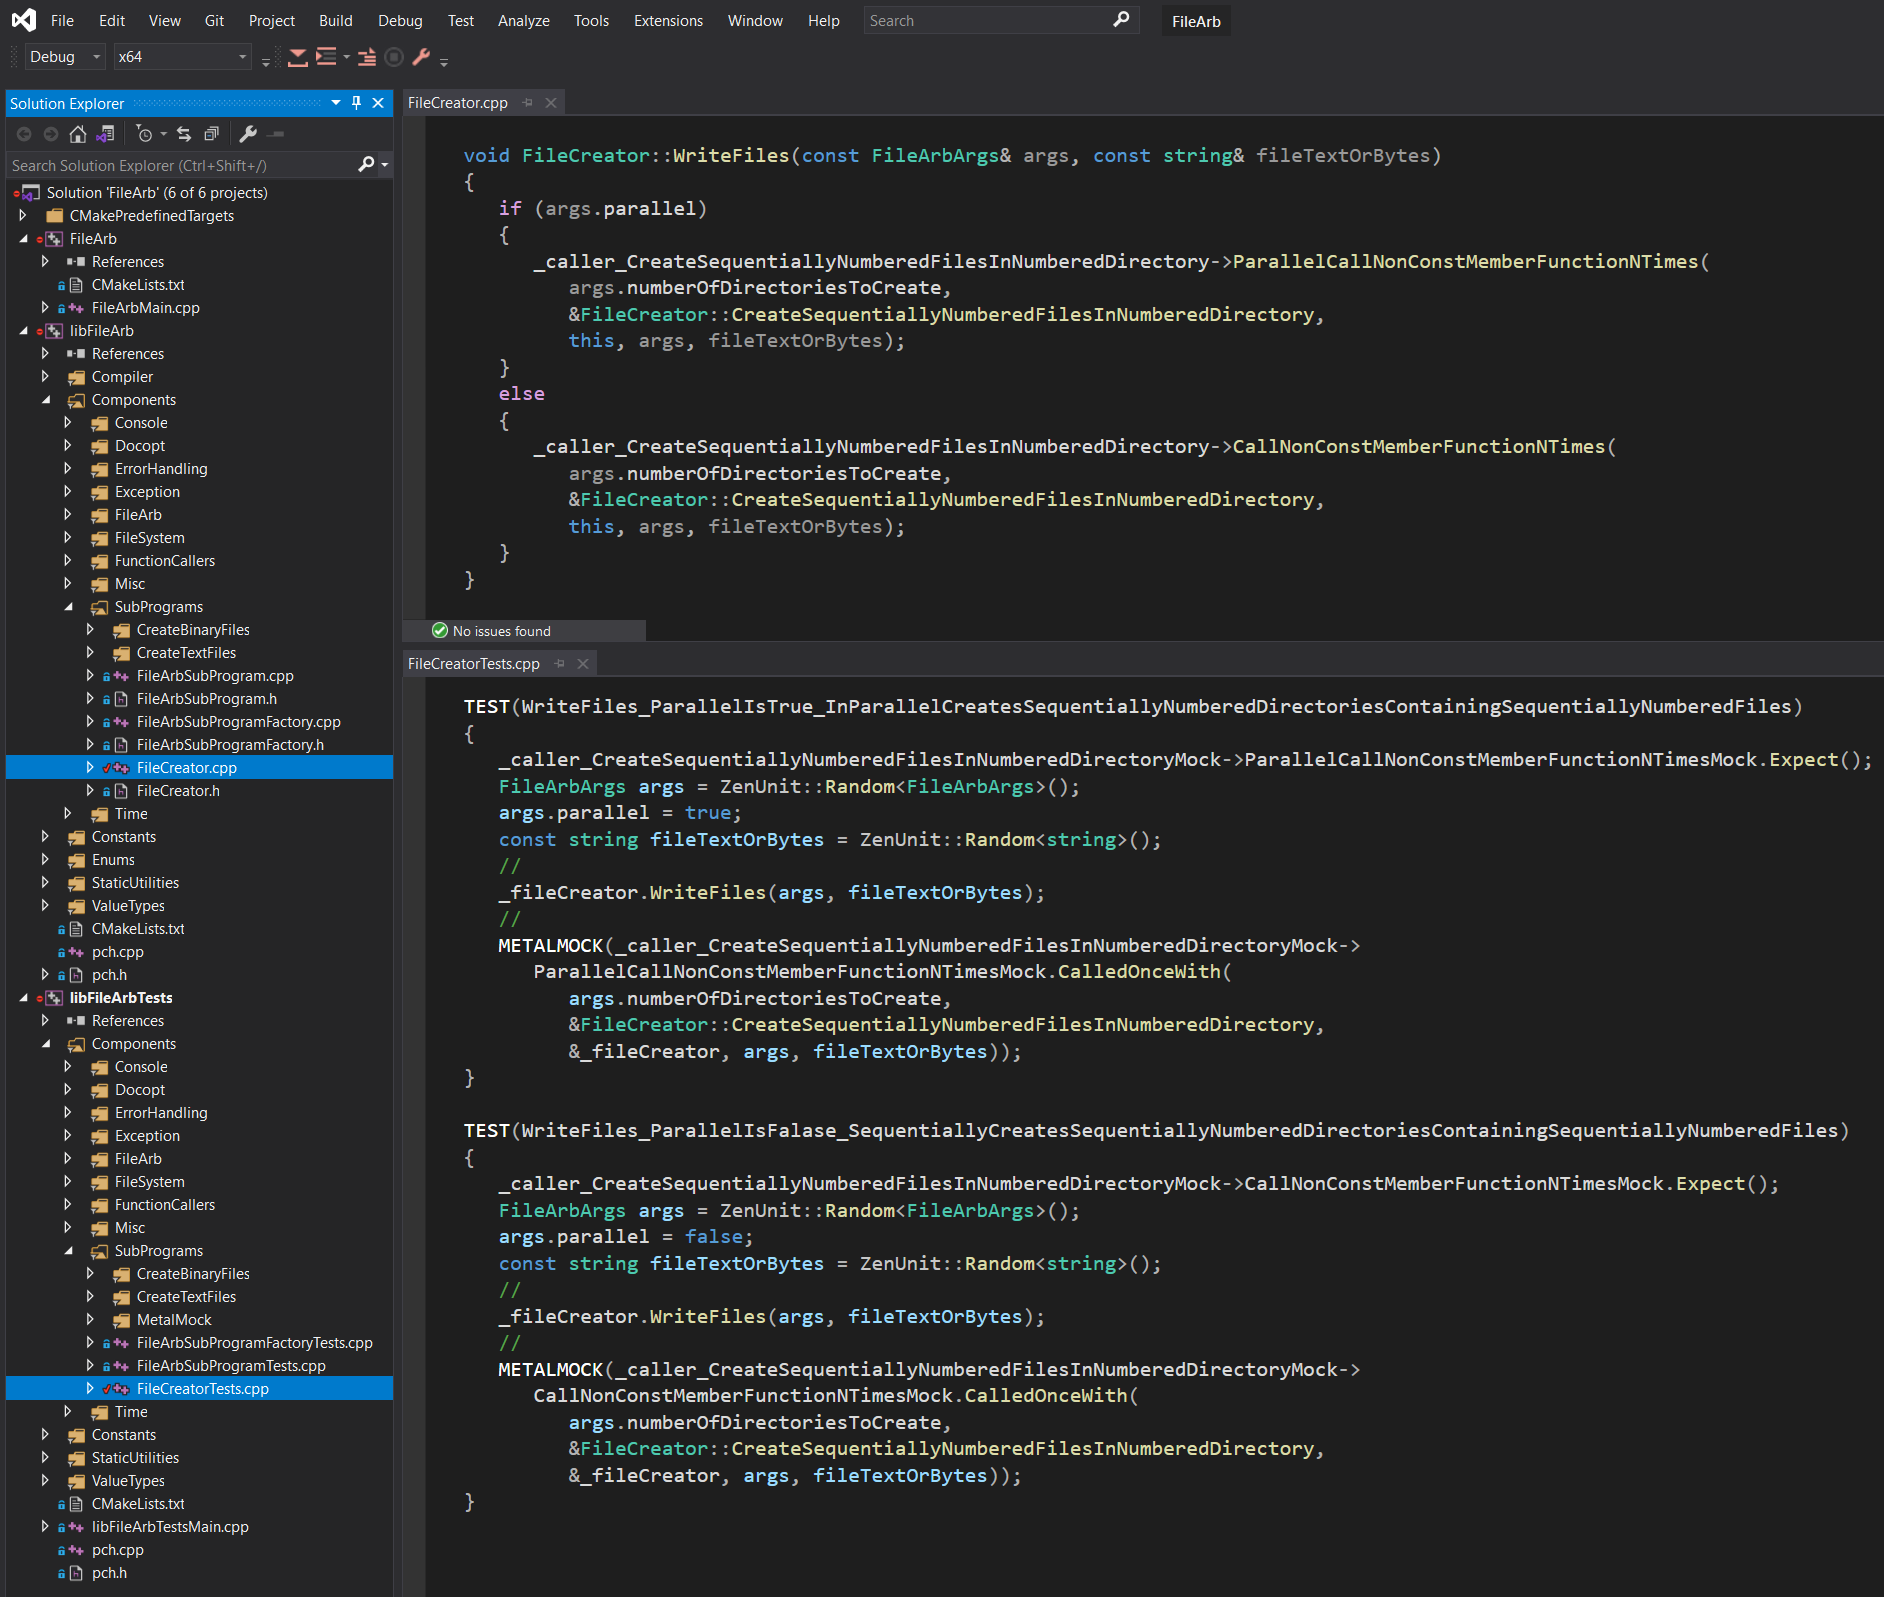 File Edit View Git Project Build Debug Test Analyze Tools Extensions Window Help Search FileArb
Debug x64
Solution Explorer
Search Solution Explorer (Ctrl+Shift+/)
Solution 'FileArb' (6 of 6 projects)
CMakePredefinedTargets
FileArb
References
CMakeLists.txt
FileArbMain.cpp
libFileArb
References
Compiler
Components
Console
Docopt
ErrorHandling
Exception
FileArb
FileSystem
FunctionCallers
Misc
SubPrograms
CreateBinaryFiles
CreateTextFiles
FileArbSubProgram.cpp
FileArbSubProgram.h
FileArbSubProgramFactory.cpp
FileArbSubProgramFactory.h
FileCreator.cpp
FileCreator.h
Time
Constants
Enums
StaticUtilities
ValueTypes
CMakeLists.txt
pch.cpp
pch.h
libFileArbTests
References
Components
Console
Docopt
ErrorHandling
Exception
FileArb
FileSystem
FunctionCallers
Misc
SubPrograms
CreateBinaryFiles
CreateTextFiles
MetalMock
FileArbSubProgramFactoryTests.cpp
FileArbSubProgramTests.cpp
FileCreatorTests.cpp
Time
Constants
StaticUtilities
ValueTypes
CMakeLists.txt
libFileArbTestsMain.cpp
pch.cpp
pch.h
FileCreator.cpp
void FileCreator::WriteFiles(const FileArbArgs& args, const string& fileTextOrBytes)
{
if (args.parallel)
{
_caller_CreateSequentiallyNumberedFilesInNumberedDirectory->ParallelCallNonConstMemberFunctionNTimes(
args.numberOfDirectoriesToCreate,
&FileCreator::CreateSequentiallyNumberedFilesInNumberedDirectory,
this, args, fileTextOrBytes);
}
else
{
_caller_CreateSequentiallyNumberedFilesInNumberedDirectory->CallNonConstMemberFunctionNTimes(
args.numberOfDirectoriesToCreate,
&FileCreator::CreateSequentiallyNumberedFilesInNumberedDirectory,
this, args, fileTextOrBytes);
}
}
No issues found
FileCreatorTests.cpp
TEST(WriteFiles_ParallelIsTrue_InParallelCreatesSequentiallyNumberedDirectoriesContainingSequentiallyNumberedFiles)
{
_caller_CreateSequentiallyNumberedFilesInNumberedDirectoryMock->ParallelCallNonConstMemberFunctionNTimesMock.Expect();
FileArbArgs args = ZenUnit::Random<FileArbArgs>();
args.parallel = true;
const string fileTextOrBytes = ZenUnit::Random<string>();
//
_fileCreator.WriteFiles(args, fileTextOrBytes);
//
METALMOCK(_caller_CreateSequentiallyNumberedFilesInNumberedDirectoryMock->
ParallelCallNonConstMemberFunctionNTimesMock.CalledOnceWith(
args.numberOfDirectoriesToCreate,
&FileCreator::CreateSequentiallyNumberedFilesInNumberedDirectory,
&_fileCreator, args, fileTextOrBytes));
}
TEST(WriteFiles_ParallelIsFalase_SequentiallyCreatesSequentiallyNumberedDirectoriesContainingSequentiallyNumberedFiles)
{
_caller_CreateSequentiallyNumberedFilesInNumberedDirectoryMock->CallNonConstMemberFunctionNTimesMock.Expect();
FileArbArgs args = ZenUnit::Random<FileArbArgs>();
args.parallel = false;
const string fileTextOrBytes = ZenUnit::Random<string>();
//
_fileCreator.WriteFiles(args, fileTextOrBytes);
//
METALMOCK(_caller_CreateSequentiallyNumberedFilesInNumberedDirectoryMock->
CallNonConstMemberFunctionNTimesMock.CalledOnceWith(
args.numberOfDirectoriesToCreate,
&FileCreator::CreateSequentiallyNumberedFilesInNumberedDirectory,
&_fileCreator, args, fileTextOrBytes));
}